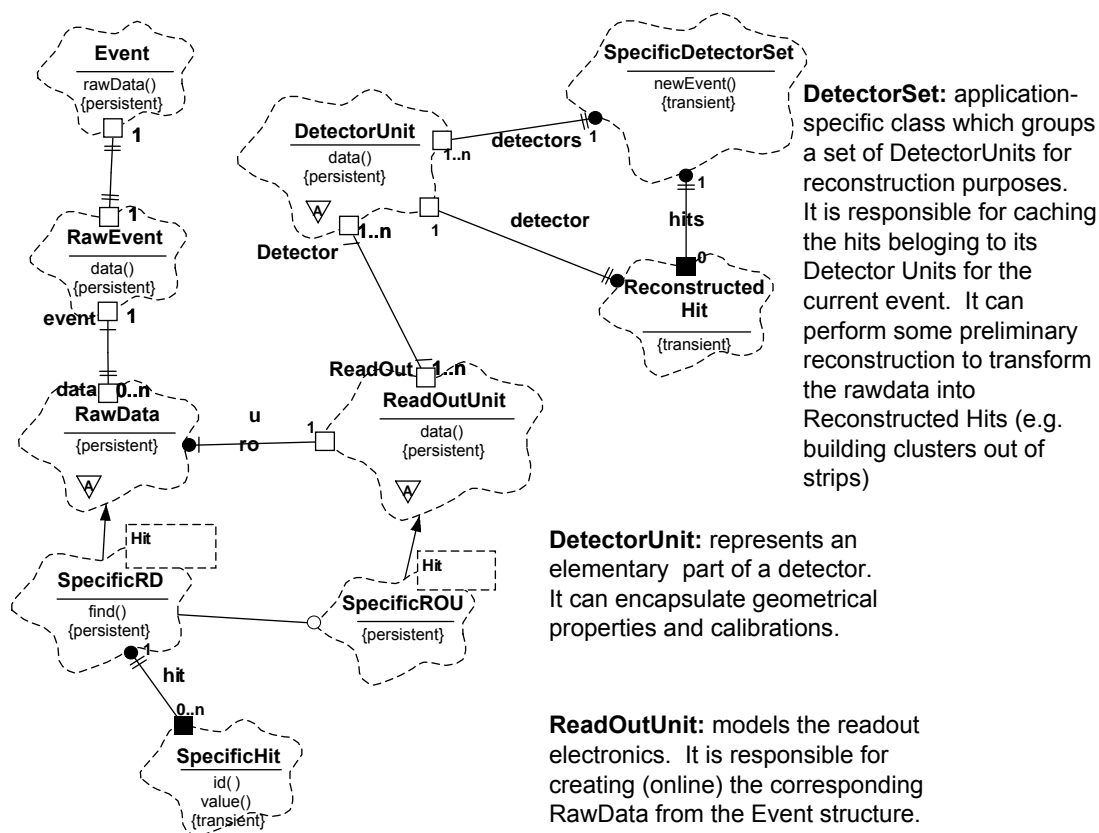 Event
rawData()
{persistent}
1
1
RawEvent
data()
{persistent}
event 1
data 0..n
RawData
{persistent}
A
u
ro
1
Hit
SpecificRD
find()
{persistent}
1
hit
0..n
SpecificHit
id( )
value()
{transient}
DetectorUnit
data()
{persistent}
A
1..n
detectors 1
1
detector
Detector 1..n
ReadOut 1..n
ReadOutUnit
data()
{persistent}
A
Hit
SpecificROU
{persistent}
SpecificDetectorSet
newEvent()
{transient}
1
hits
0
Reconstructed
Hit
{transient}
DetectorSet: application-
specific class which groups
a set of DetectorUnits for
reconstruction purposes.
It is responsible for caching
the hits beloging to its
Detector Units for the
current event. It can
perform some preliminary
reconstruction to transform
the rawdata into
Reconstructed Hits (e.g.
building clusters out of
strips)
DetectorUnit: represents an
elementary part of a detector.
It can encapsulate geometrical
properties and calibrations.
ReadOutUnit: models the readout
electronics. It is responsible for
creating (online) the corresponding
RawData from the Event structure.